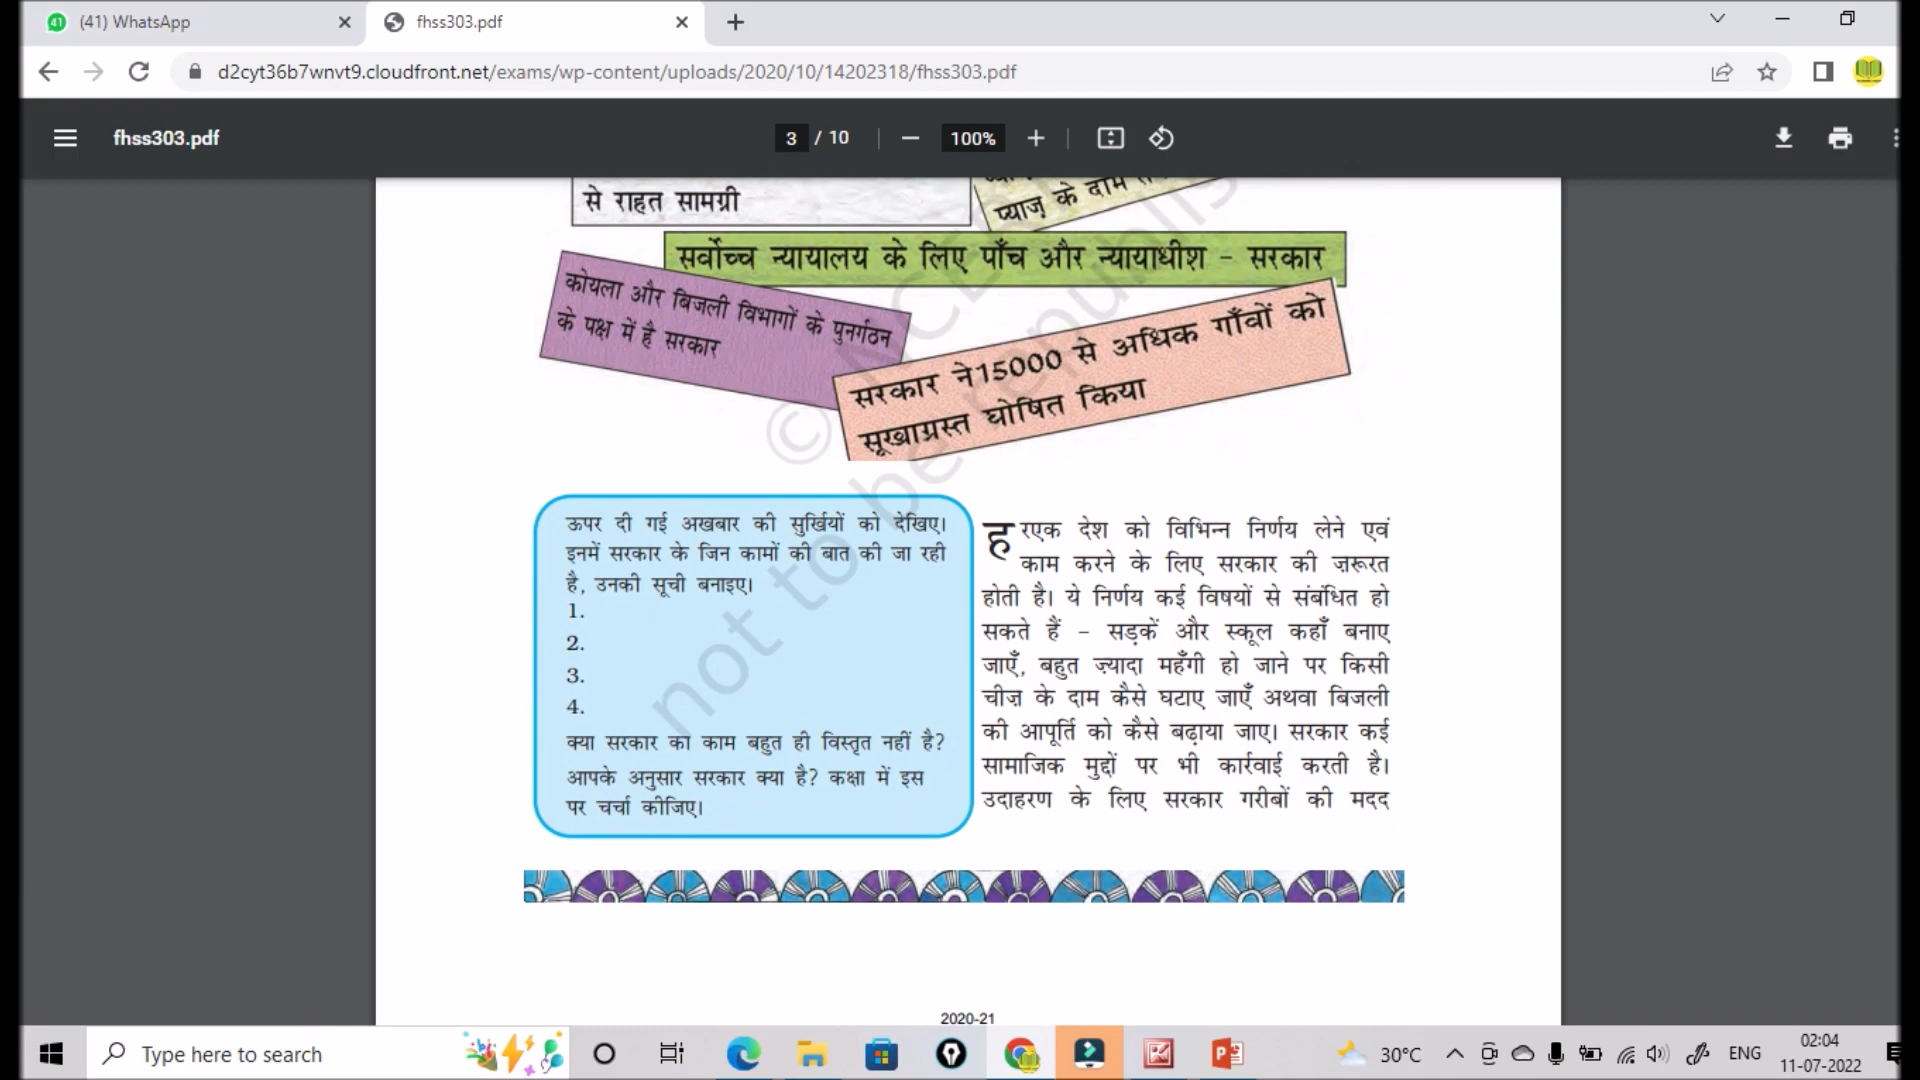 (41) WhatsApp
fhss303.pdf
d2cyt36b7wnvt9.cloudfront.net/exams/wp-content/uploads/2020/10/14202318/fhss303.pdf
fhss303.pdf
3 / 10
100%
से राहत सामग्री
प्याज़ के दाम
सर्वोच्च न्यायालय के लिए पाँच और न्यायाधीश - सरकार
कोयला और बिजली विभागों के पुनर्गठन
के पक्ष में है सरकार
सरकार ने 15000 से अधिक गाँवों को
सूखाग्रस्त घोषित किया
ऊपर दी गई अखबार की सुर्खियों को देखिए।
इनमें सरकार के जिन कामों की बात की जा रही
है, उनकी सूची बनाइए।
1.
2.
3.
4.
क्या सरकार का काम बहुत ही विस्तृत नहीं है?
आपके अनुसार सरकार क्या है? कक्षा में इस
पर चर्चा कीजिए।
हरएक देश को विभिन्न निर्णय लेने एवं
काम करने के लिए सरकार की ज़रूरत
होती है। ये निर्णय कई विषयों से संबंधित हो
सकते हैं - सड़कें और स्कूल कहाँ बनाए
जाएँ, बहुत ज़्यादा महँगी हो जाने पर किसी
चीज़ के दाम कैसे घटाए जाएँ अथवा बिजली
की आपूर्ति को कैसे बढ़ाया जाए। सरकार कई
सामाजिक मुद्दों पर भी कार्रवाई करती है।
उदाहरण के लिए सरकार गरीबों की मदद
not to be republis
2020-21
Type here to search
30°C
ENG
02:04
11-07-2022